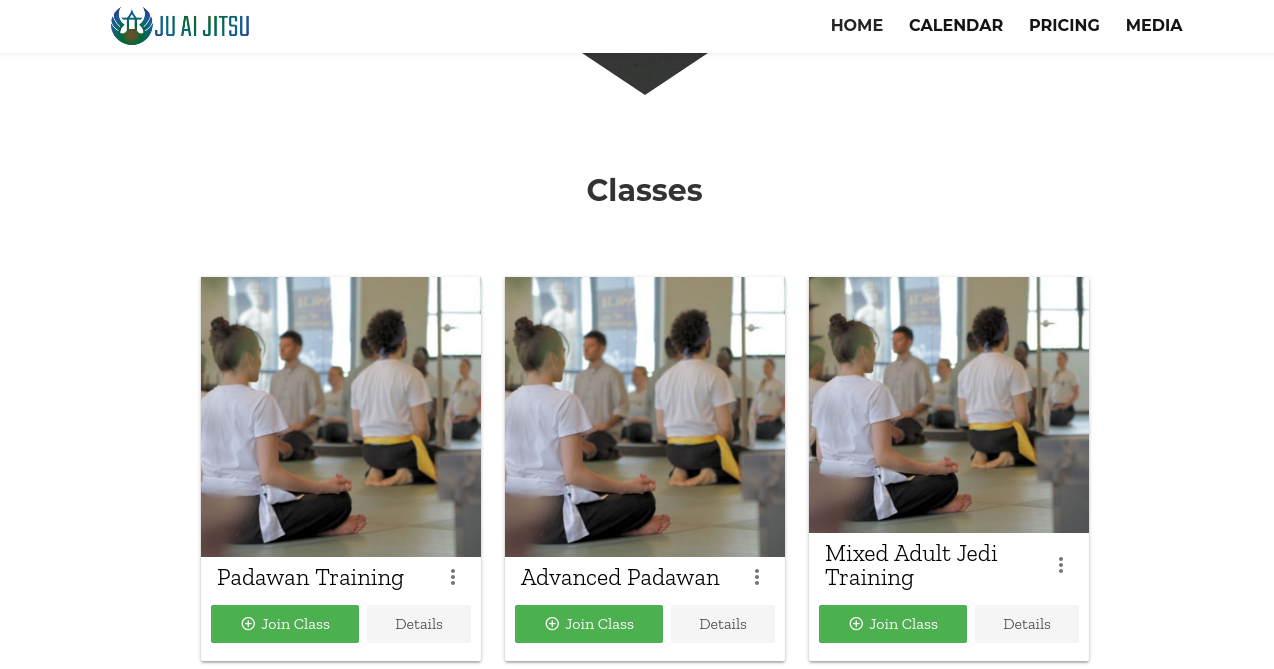 JU AI JITSU
HOME CALENDAR PRICING MEDIA
Classes
Padawan Training
Join Class Details
Advanced Padawan
Join Class Details
Mixed Adult Jedi
Training
Join Class Details